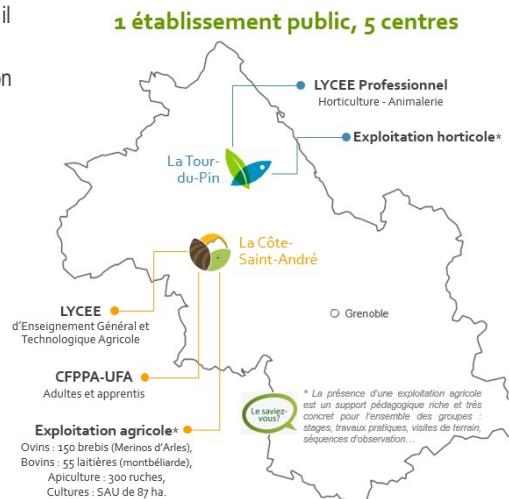 il
on
1 établissement public, 5 centres
LYCEE Professionnel
Horticulture - Animalerie
Exploitation horticole*
La Tour-
du-Pin
La Côte-
Saint-André
Grenoble
LYCEE
d'Enseignement Général et
Technologique Agricole
CFPPA-UFA
Adultes et apprentis
Exploitation agricole*
Ovins : 150 brebis (Merinos d'Arles),
Bovins : 55 laitières (montbéliarde),
Apiculture : 300 ruches,
Cultures : SAU de 87 ha.
Le saviez-
vous?
* La présence d'une exploitation agricole
est un support pédagogique riche et très
concret pour l'ensemble des groupes :
stages, travaux pratiques, visites de terrain,
séquences d'observation…